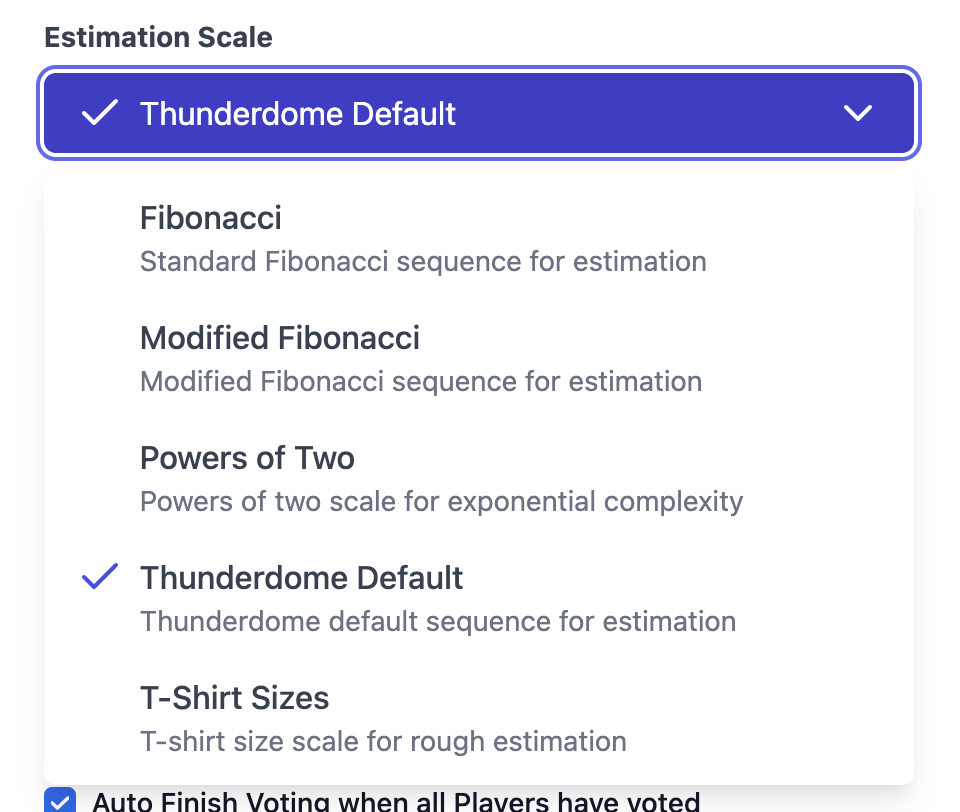 Estimation Scale
Thunderdome Default
Fibonacci
Standard Fibonacci sequence for estimation
Modified Fibonacci
Modified Fibonacci sequence for estimation
Powers of Two
Powers of two scale for exponential complexity
Thunderdome Default
Thunderdome default sequence for estimation
T-Shirt Sizes
T-shirt size scale for rough estimation
Auto Finish Voting when all Players have voted